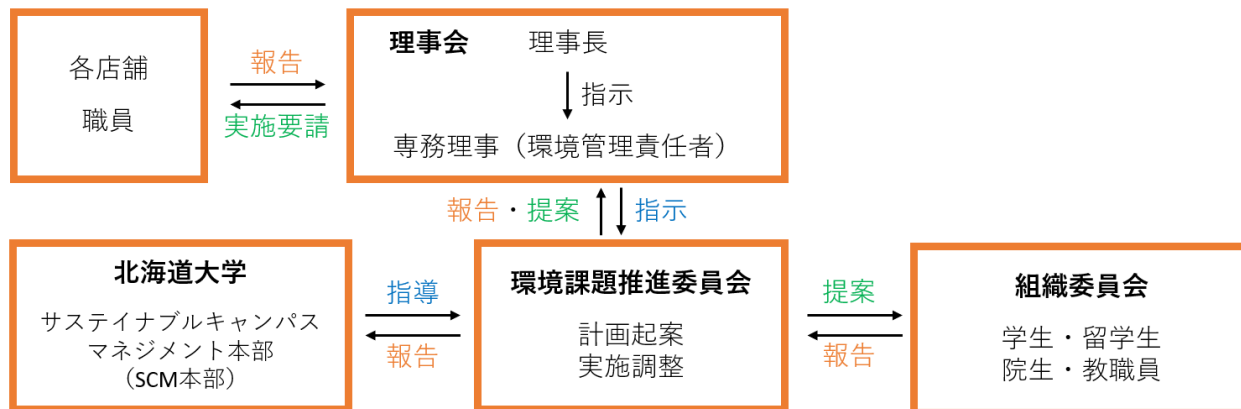 各店舗
職員
報告
実施要請
理事会 理事長
指示
専務理事（環境管理責任者）
報告・提案
指示
北海道大学
サステイナブルキャンパス
マネジメント本部
（SCM本部）
指導
報告
環境課題推進委員会
計画起案
実施調整
提案
報告
組織委員会
学生・留学生
院生・教職員